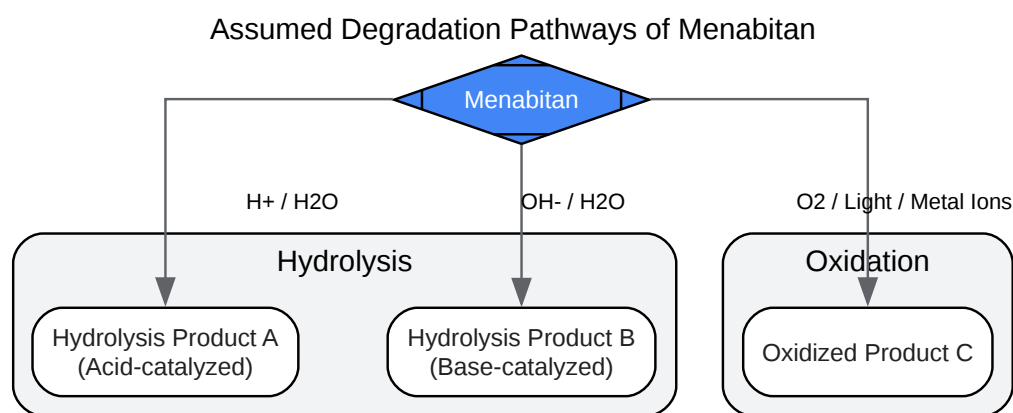 Assumed Degradation Pathways of Menabitan
Menabitan
H+ / H2O
OH- / H2O
O2 / Light / Metal Ions
Hydrolysis
Oxidation
Hydrolysis Product A
(Acid-catalyzed)
Hydrolysis Product B
(Base-catalyzed)
Oxidized Product C